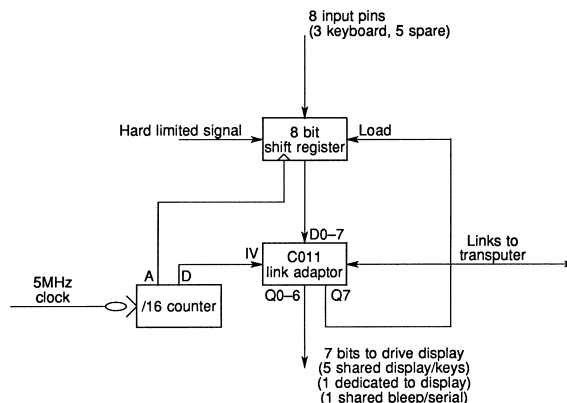 8 input pins
(3 keyboard, 5 spare)
Hard limited signal
8 bit
shift register
Load
D0–7
IV
C011
link adaptor
Links to
transputer
A
D
5MHz
clock
/16 counter
Q0–6
Q7
7 bits to drive display
(5 shared display/keys)
(1 dedicated to display)
(1 shared bleep/serial)